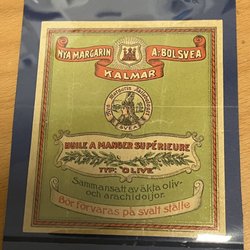 NYA MARGARIN A·BOL SVEA
KALMAR
SVEA
HUILE A MANGER SUPÉRIEURE
TYP: "OLIVE"
Sammansatt av äkta oliv-
och arachidoljor.
Bör förvaras på svalt ställe